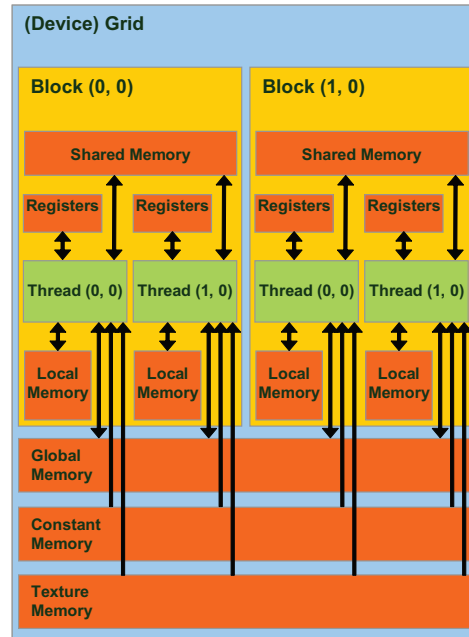 (Device) Grid
Block (0, 0)
Block (1, 0)
Shared Memory
Shared Memory
Registers
Registers
Registers
Registers
Thread (0, 0)
Thread (1, 0)
Thread (0, 0)
Thread (1, 0)
Local
Memory
Local
Memory
Local
Memory
Local
Memory
Global
Memory
Constant
Memory
Texture
Memory